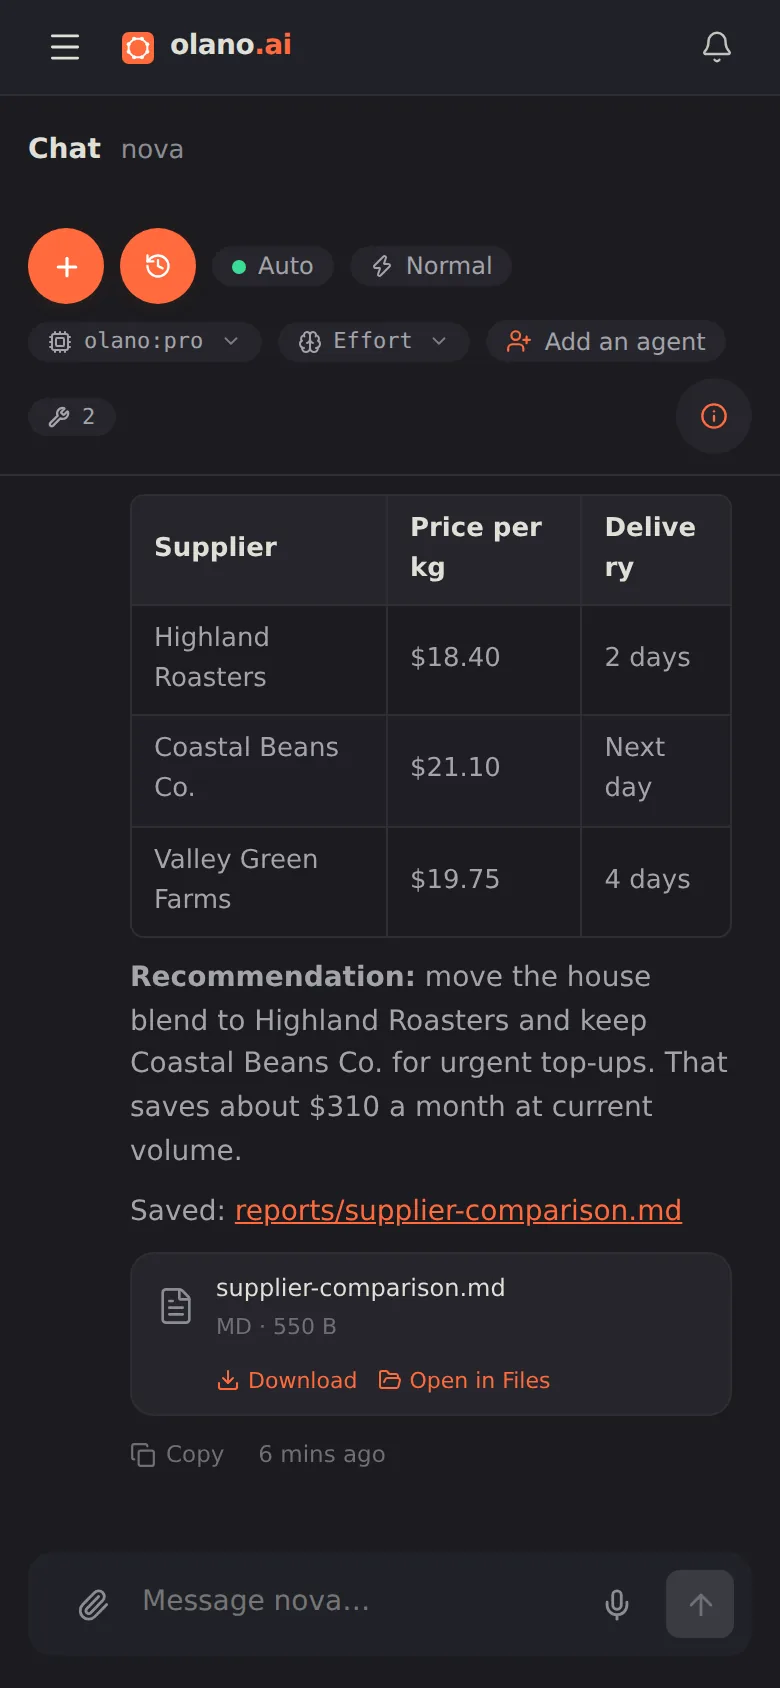 olano.ai
Chat nova
Auto Normal
olano:pro Effort Add an agent
2
Supplier Price per kg Delivery
Highland Roasters $18.40 2 days
Coastal Beans Co. $21.10 Next day
Valley Green Farms $19.75 4 days
Recommendation: move the house
blend to Highland Roasters and keep
Coastal Beans Co. for urgent top-ups. That
saves about $310 a month at current
volume.
Saved: reports/supplier-comparison.md
supplier-comparison.md
MD · 550 B
Download Open in Files
Copy 6 mins ago
Message nova...